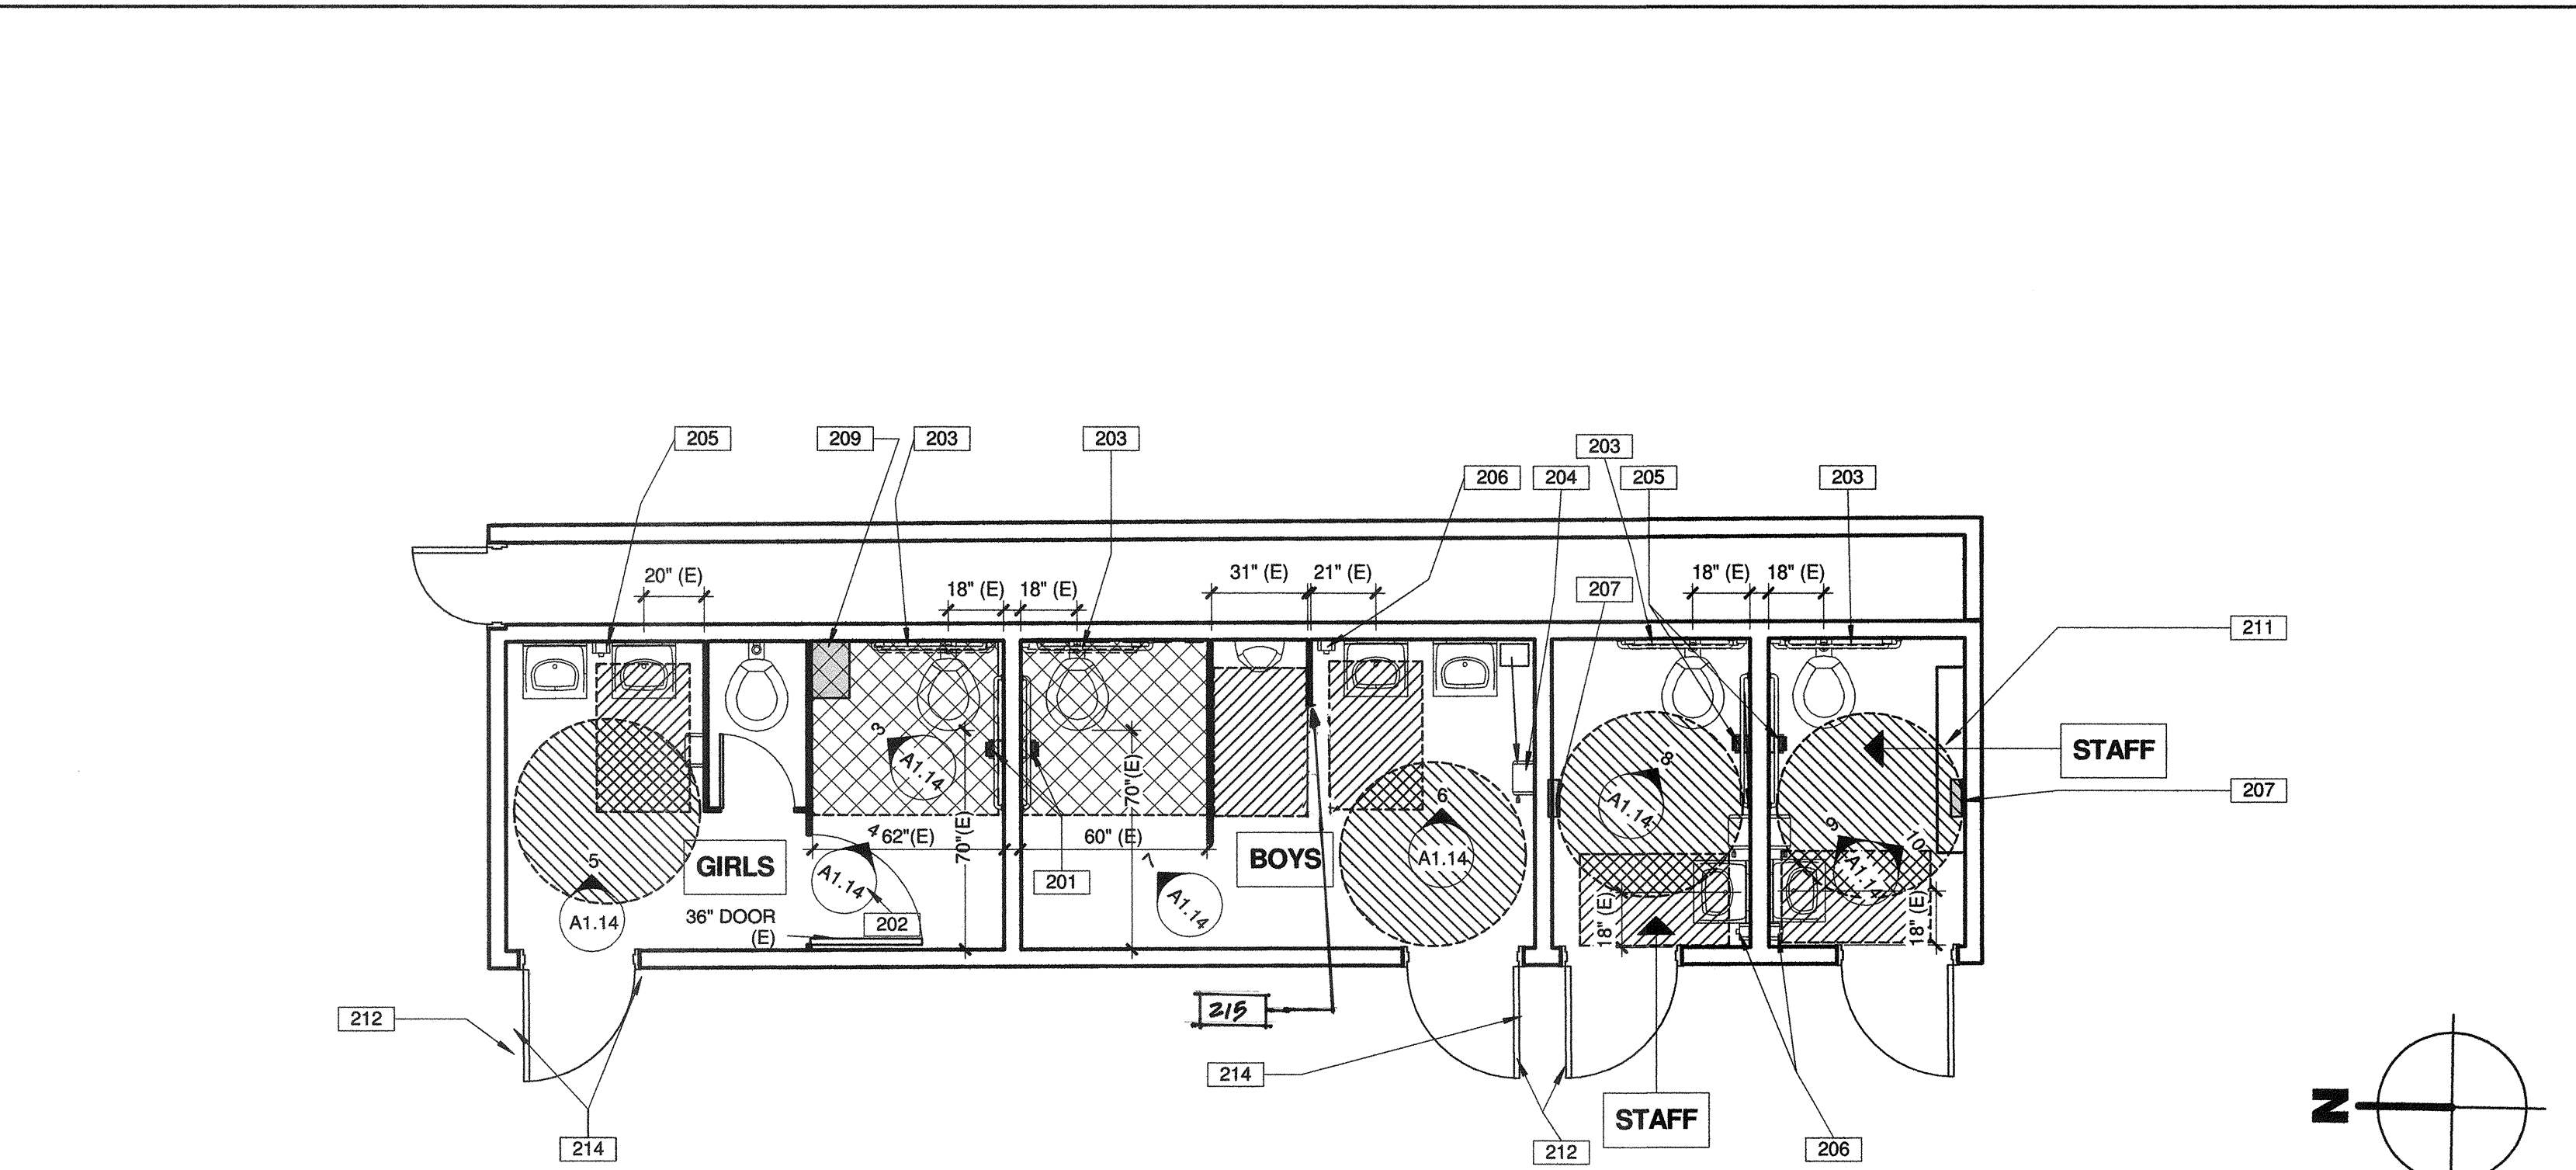 205
209
203
203
203
206
204
205
203
20" (E)
18" (E)
18" (E)
31" (E)
21" (E)
207
18" (E)
18" (E)
211
STAFF
207
3
A1.14
8
A1.14
6
A1.14
70"(E)
70"(E)
4
62"(E)
60" (E)
9
10
A1.14
GIRLS
BOYS
5
A1.14
A1.14
7
A1.14
201
202
36" DOOR
(E)
18" (E)
18" (E)
212
215
214
STAFF
214
212
206
N